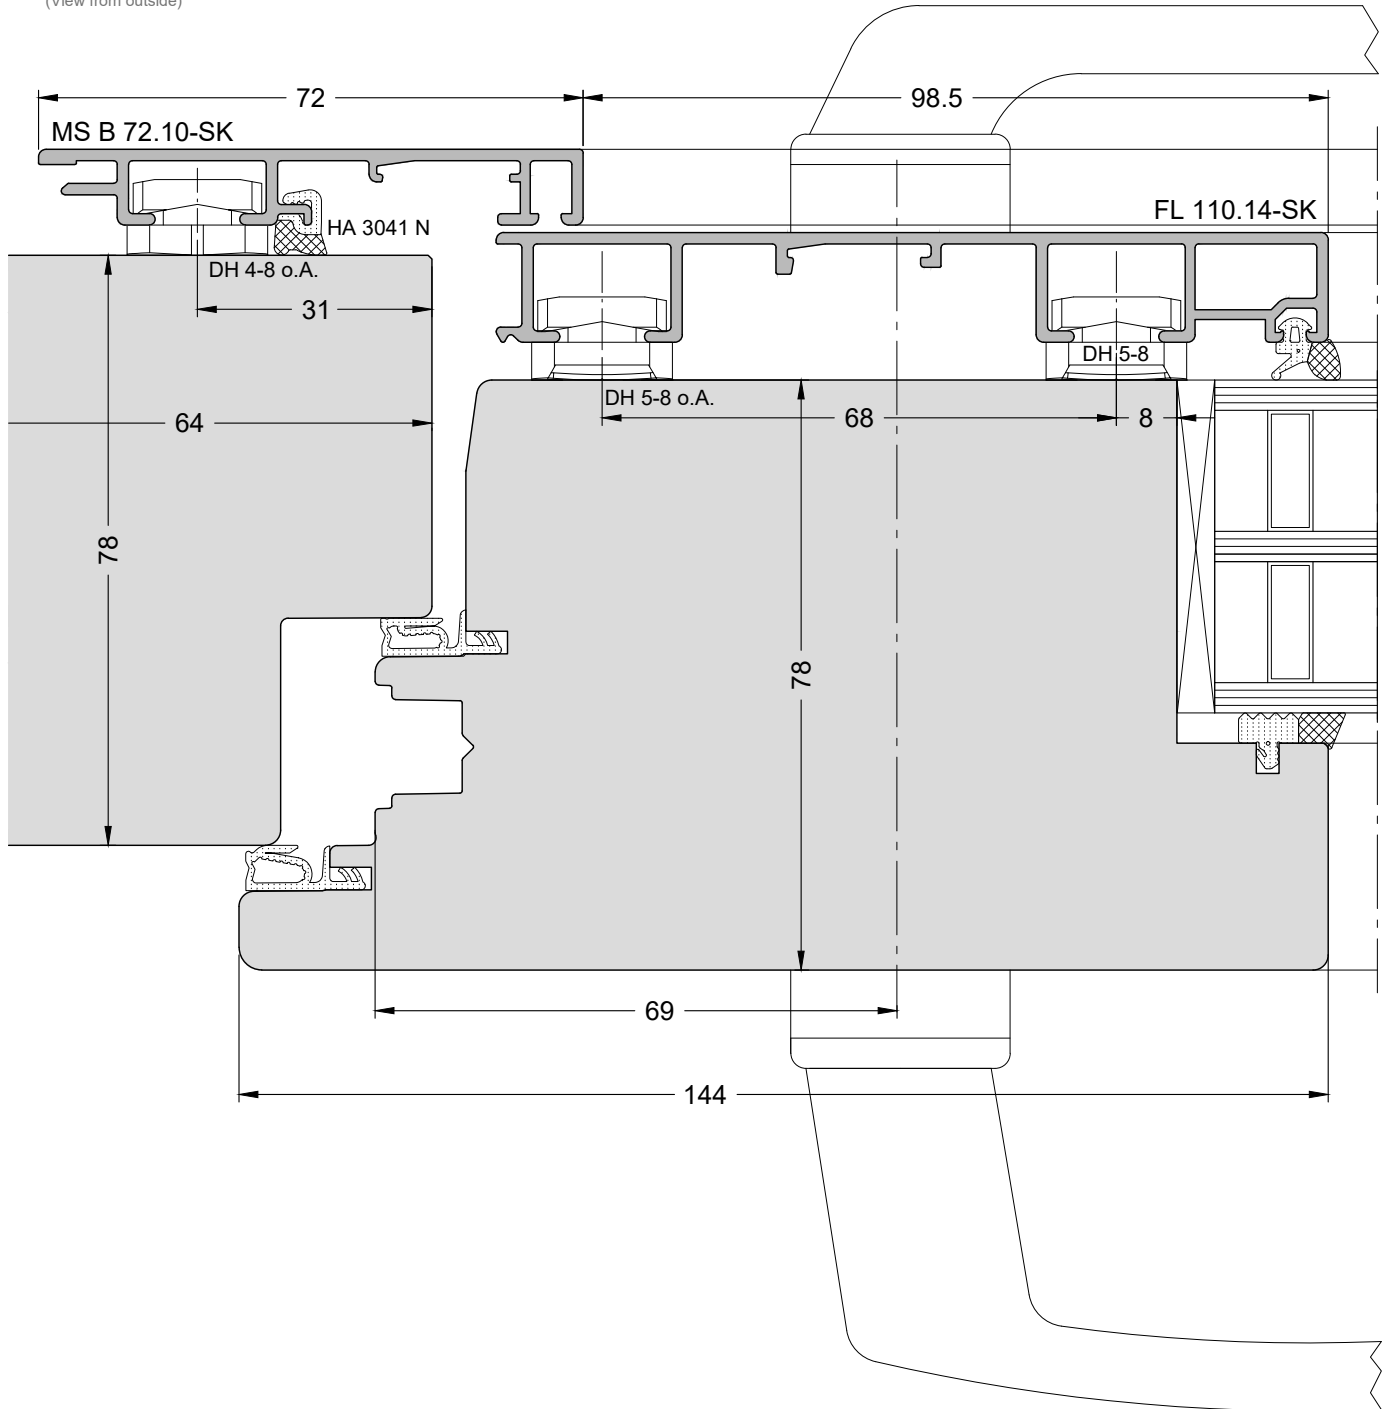 (View from outside)
72
98.5
MS B 72.10-SK
FL 110.14-SK
HA 3041 N
DH 4-8 o.A.
31
DH 5-8
DH 5-8 o.A.
64
68
8
78
78
69
144